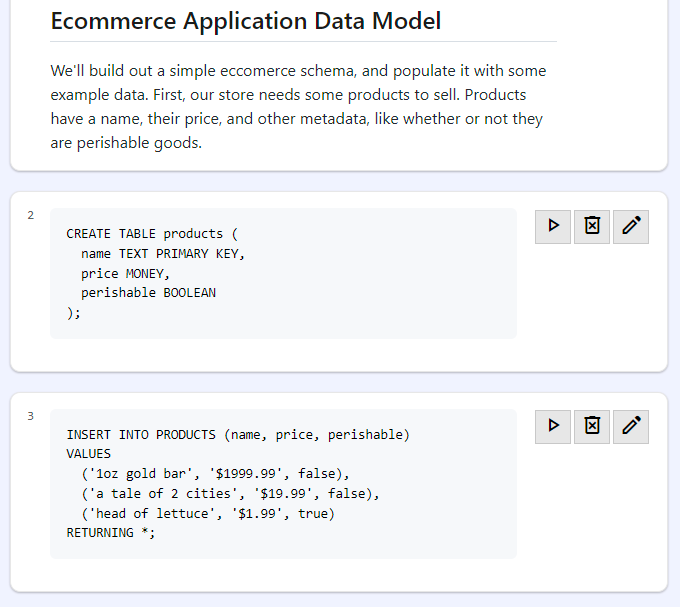 Ecommerce Application Data Model
We'll build out a simple eccomerce schema, and populate it with some
example data. First, our store needs some products to sell. Products
have a name, their price, and other metadata, like whether or not they
are perishable goods.
2
CREATE TABLE products (
  name TEXT PRIMARY KEY,
  price MONEY,
  perishable BOOLEAN
);
3
INSERT INTO PRODUCTS (name, price, perishable)
VALUES
  ('1oz gold bar', '$1999.99', false),
  ('a tale of 2 cities', '$19.99', false),
  ('head of lettuce', '$1.99', true)
RETURNING *;